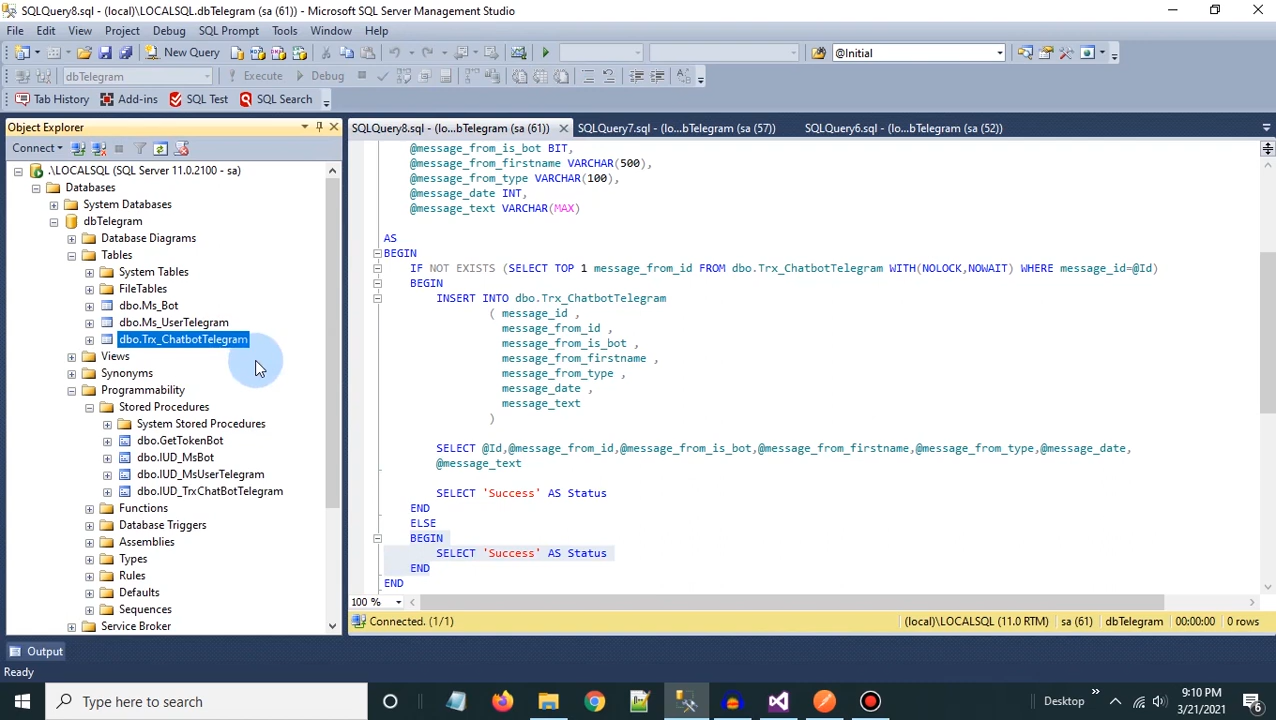 SQLQuery8.sql - (local)\LOCALSQL.dbTelegram (sa (61)) - Microsoft SQL Server Management Studio
File Edit View Project Debug SQL Prompt Tools Window Help
New Query @Initial
dbTelegram Execute Debug
Tab History Add-ins SQL Test SQL Search
Object Explorer
Connect
.\LOCALSQL (SQL Server 11.0.2100 - sa)
Databases
System Databases
dbTelegram
Database Diagrams
Tables
System Tables
FileTables
dbo.Ms_Bot
dbo.Ms_UserTelegram
dbo.Trx_ChatbotTelegram
Views
Synonyms
Programmability
Stored Procedures
System Stored Procedures
dbo.GetTokenBot
dbo.IUD_MsBot
dbo.IUD_MsUserTelegram
dbo.IUD_TrxChatBotTelegram
Functions
Database Triggers
Assemblies
Types
Rules
Defaults
Sequences
Service Broker
SQLQuery8.sql - (lo...bTelegram (sa (61)) SQLQuery7.sql - (lo...bTelegram (sa (57)) SQLQuery6.sql - (lo...bTelegram (sa (52))
@message_from_is_bot BIT,
@message_from_firstname VARCHAR(500),
@message_from_type VARCHAR(100),
@message_date INT,
@message_text VARCHAR(MAX)
AS
BEGIN
IF NOT EXISTS (SELECT TOP 1 message_from_id FROM dbo.Trx_ChatbotTelegram WITH(NOLOCK,NOWAIT) WHERE message_id=@Id)
BEGIN
INSERT INTO dbo.Trx_ChatbotTelegram
( message_id ,
message_from_id ,
message_from_is_bot ,
message_from_firstname ,
message_from_type ,
message_date ,
message_text
)
SELECT @Id,@message_from_id,@message_from_is_bot,@message_from_firstname,@message_from_type,@message_date,
@message_text
SELECT 'Success' AS Status
END
ELSE
BEGIN
SELECT 'Success' AS Status
END
END
100 %
Connected. (1/1) (local)\LOCALSQL (11.0 RTM) sa (61) dbTelegram 00:00:00 0 rows
Output
Ready
Type here to search
Desktop
9:10 PM
3/21/2021
6